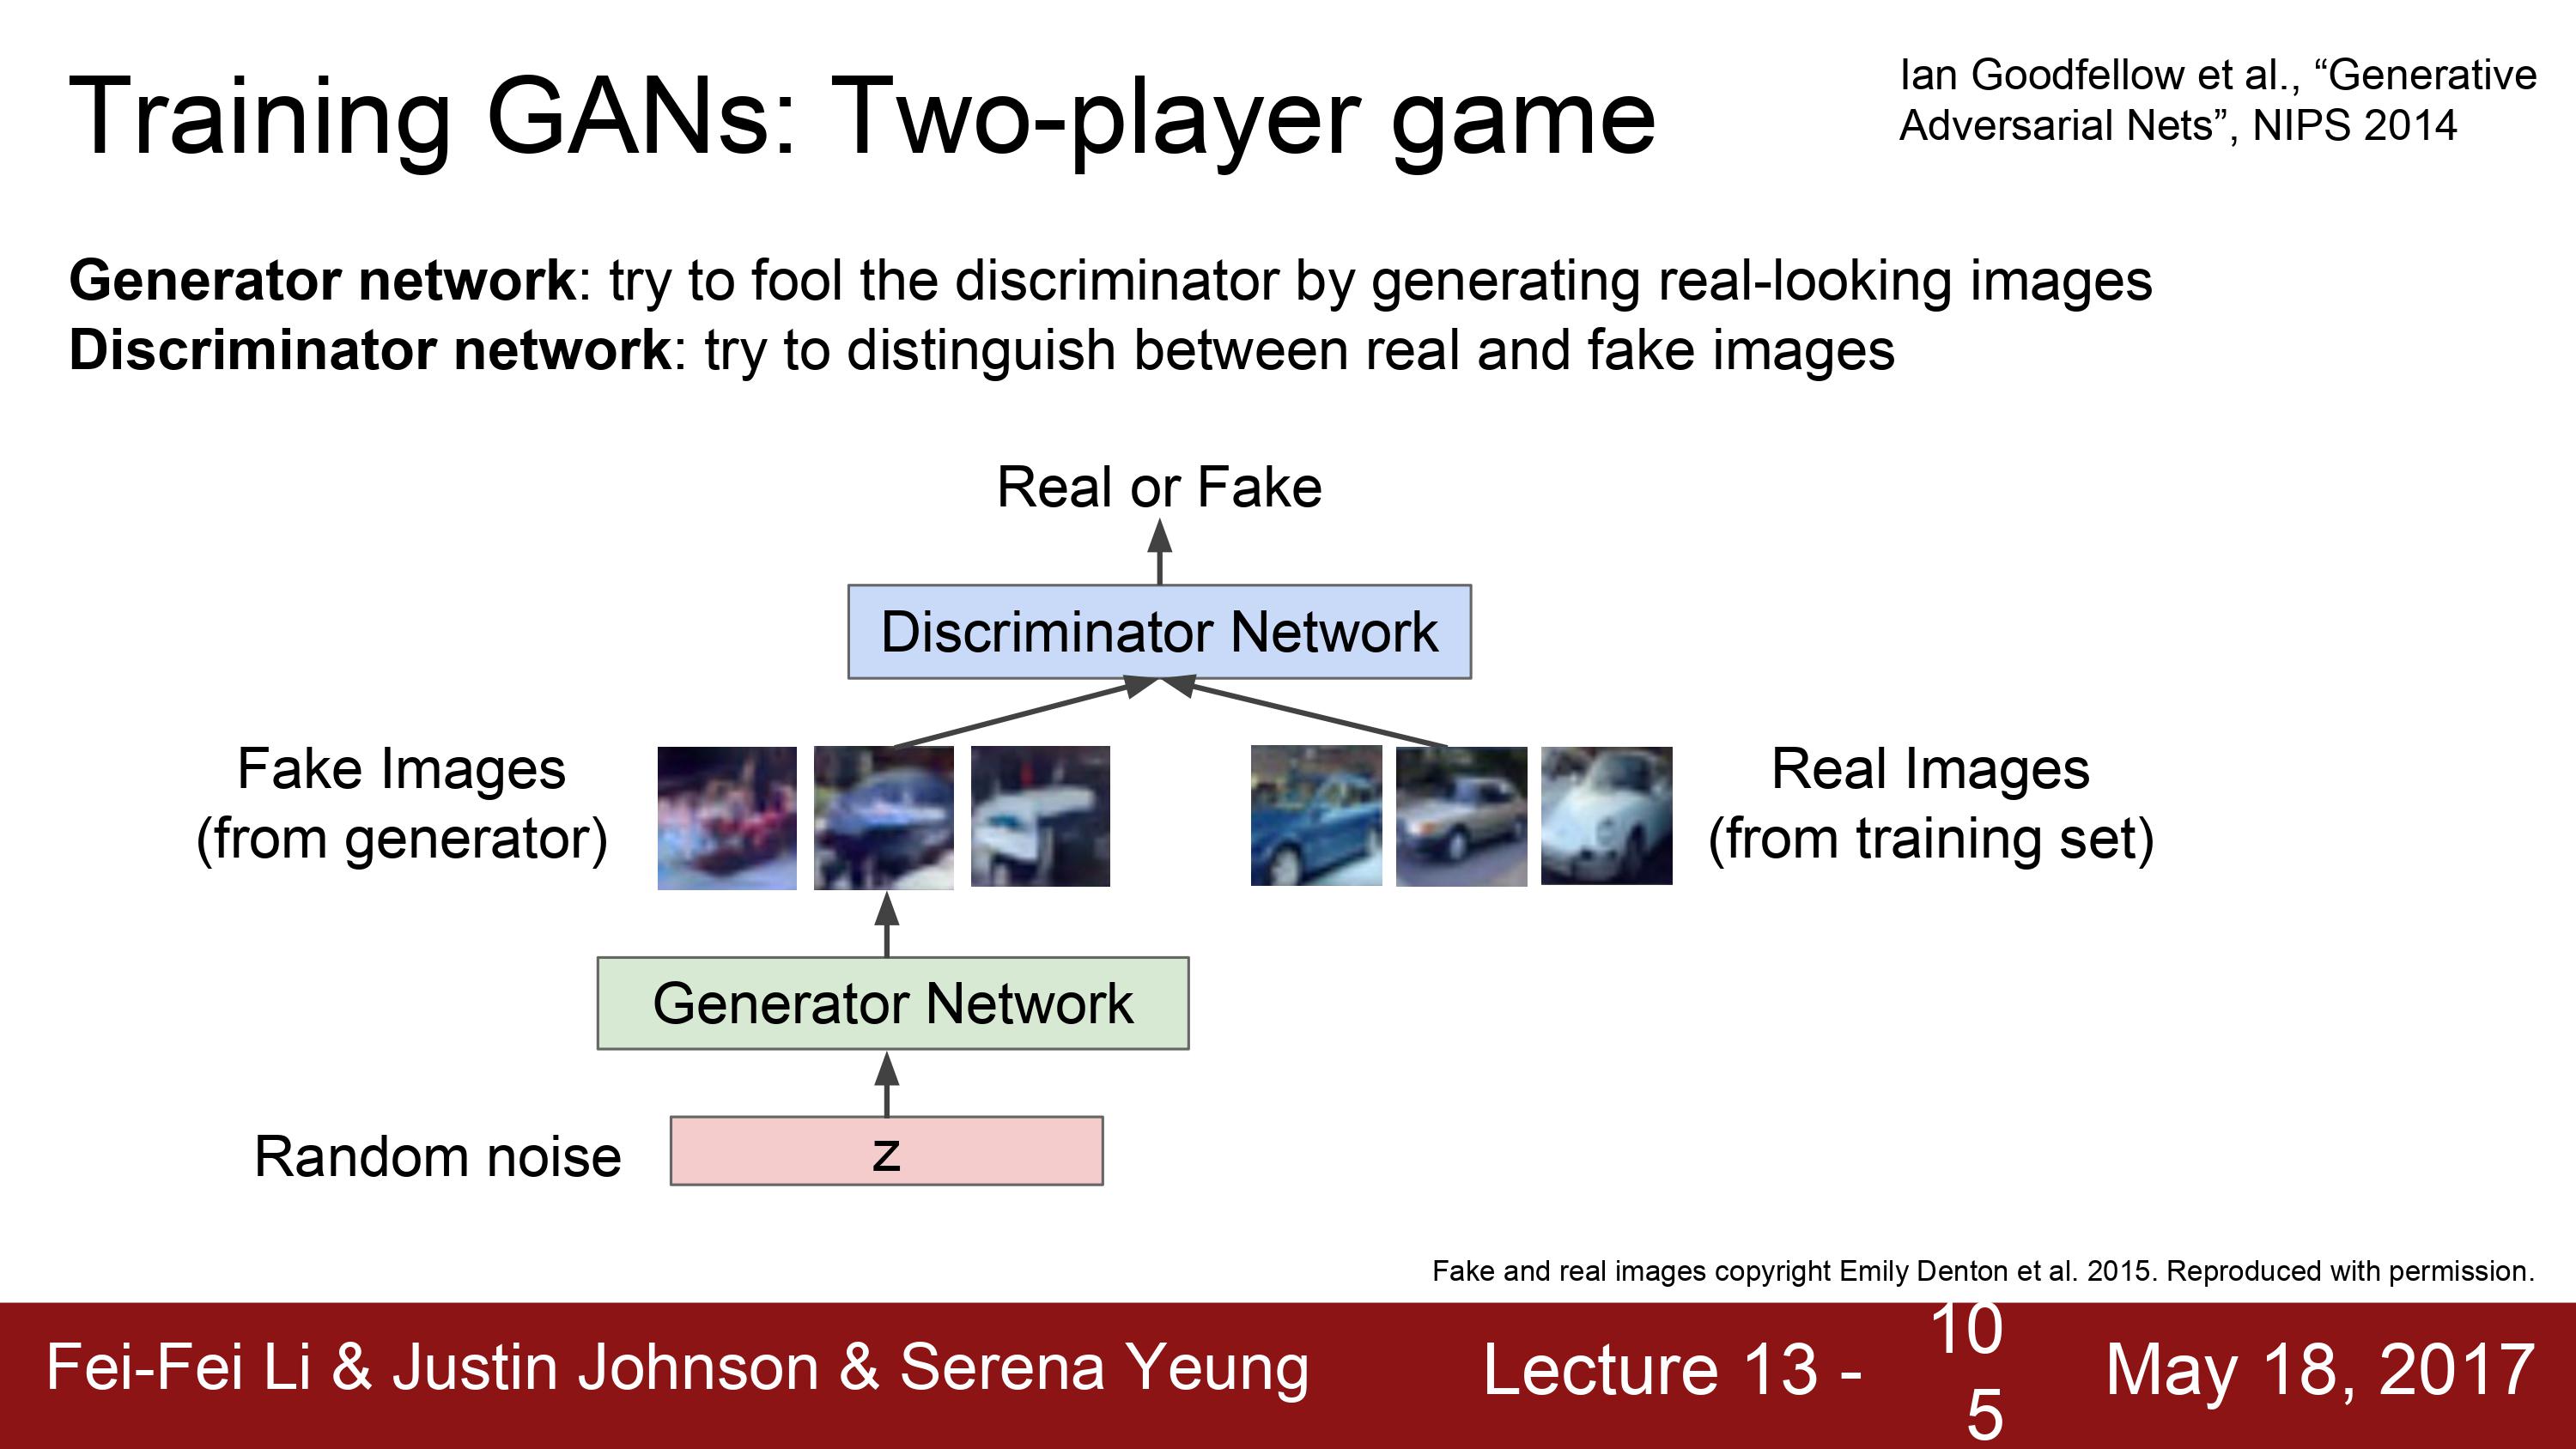 Training GANs: Two-player game
Ian Goodfellow et al., “Generative
Adversarial Nets”, NIPS 2014
Generator network: try to fool the discriminator by generating real-looking images
Discriminator network: try to distinguish between real and fake images
Real or Fake
Discriminator Network
Fake Images
(from generator)
Real Images
(from training set)
Generator Network
Random noise
z
Fake and real images copyright Emily Denton et al. 2015. Reproduced with permission.
Fei-Fei Li & Justin Johnson & Serena Yeung
Lecture 13 -
10
5
May 18, 2017